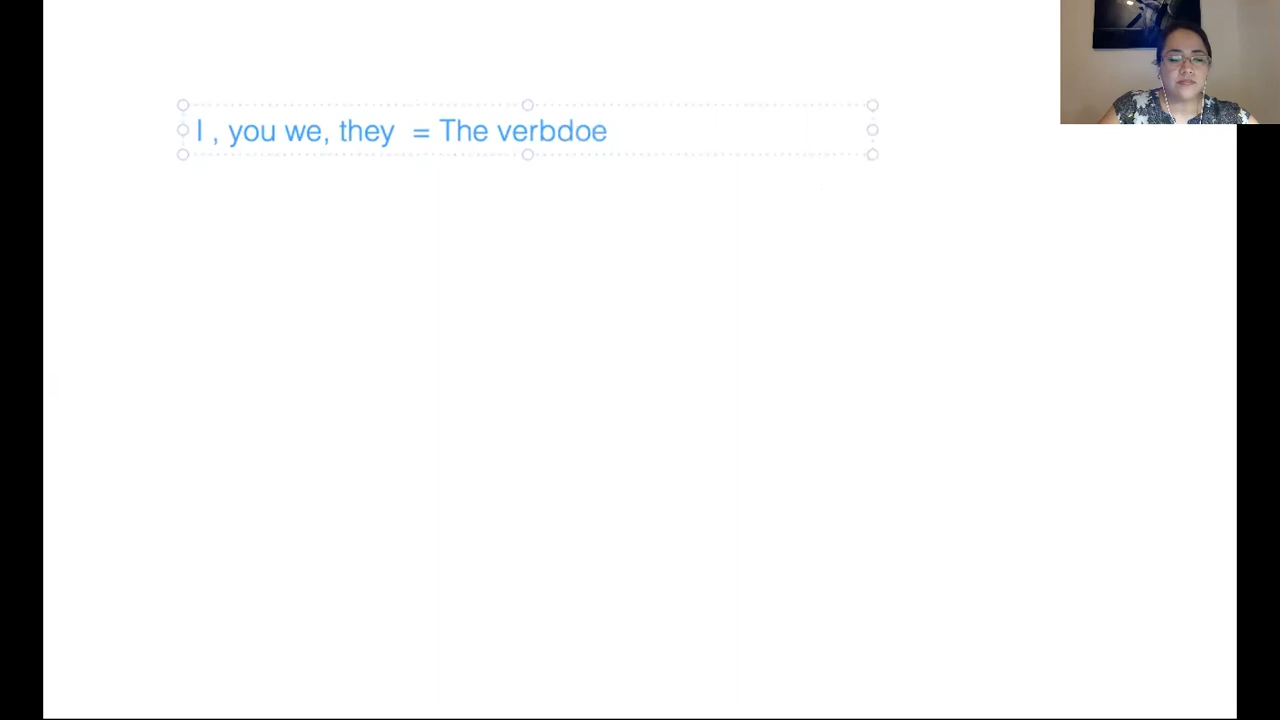 I , you we, they = The verbdoe